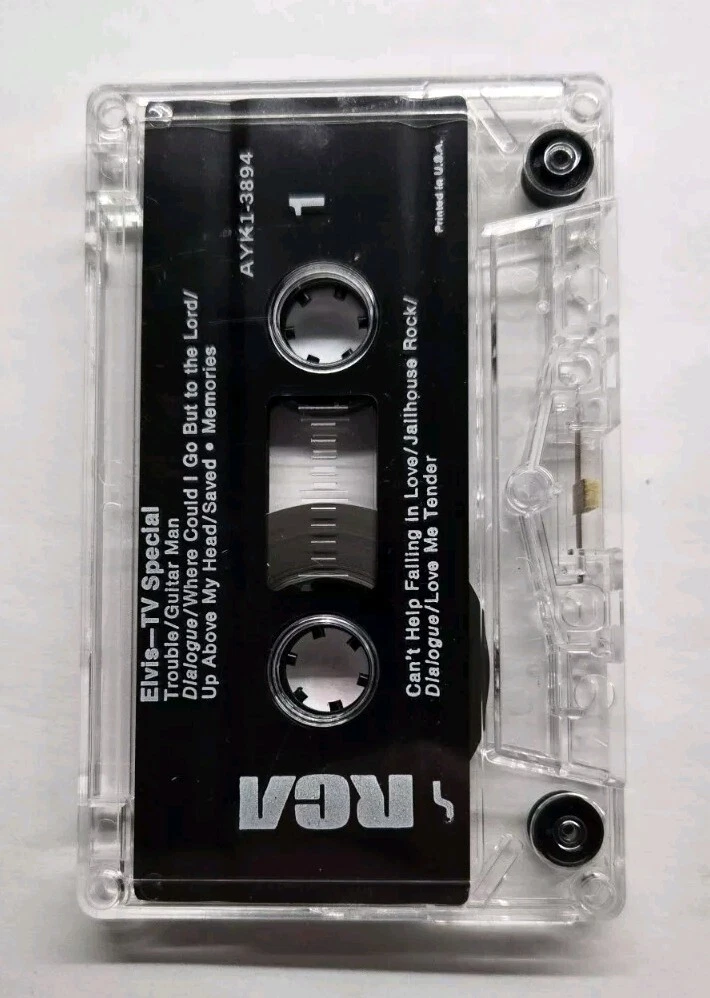 Elvis—TV Special
Trouble/Guitar Man
Dialogue/Where Could I Go But to the Lord/
Up Above My Head/Saved • Memories
AYK1-3894
1
Can't Help Falling in Love/Jailhouse Rock/
Dialogue/Love Me Tender
Printed in U.S.A.
RCA